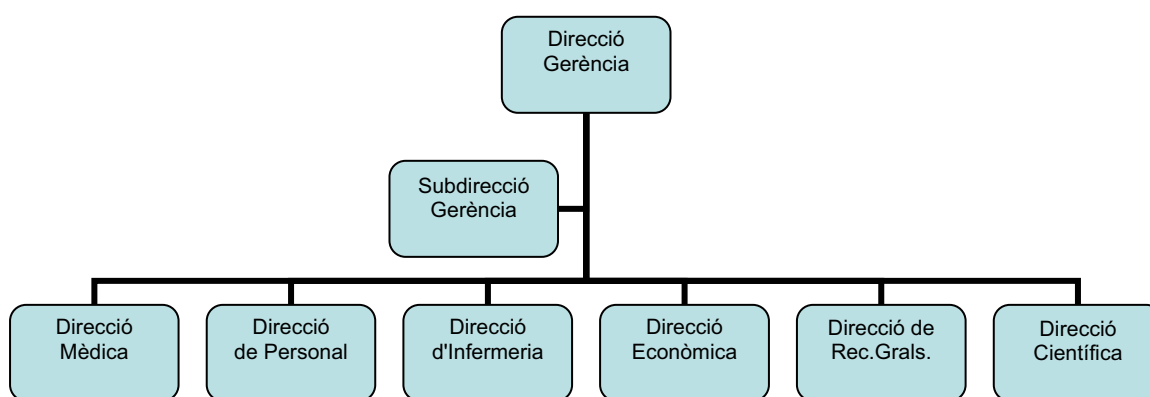 Direcció
Gerència
Subdirecció
Gerència
Direcció
Mèdica
Direcció
de Personal
Direcció
d'Infermeria
Direcció
Econòmica
Direcció de
Rec.Grals.
Direcció
Científica